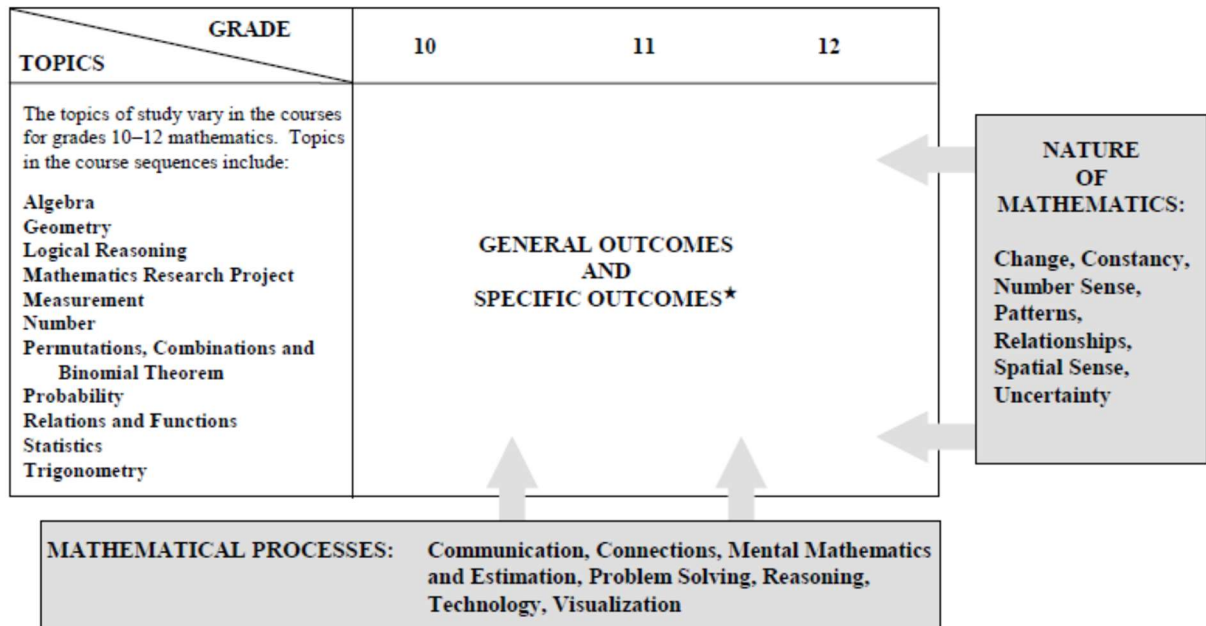 GRADE
TOPICS
10 11 12
The topics of study vary in the courses
for grades 10–12 mathematics. Topics
in the course sequences include:
Algebra
Geometry
Logical Reasoning
Mathematics Research Project
Measurement
Number
Permutations, Combinations and
Binomial Theorem
Probability
Relations and Functions
Statistics
Trigonometry
GENERAL OUTCOMES
AND
SPECIFIC OUTCOMES★
NATURE
OF
MATHEMATICS:
Change, Constancy,
Number Sense,
Patterns,
Relationships,
Spatial Sense,
Uncertainty
MATHEMATICAL PROCESSES: Communication, Connections, Mental Mathematics
and Estimation, Problem Solving, Reasoning,
Technology, Visualization